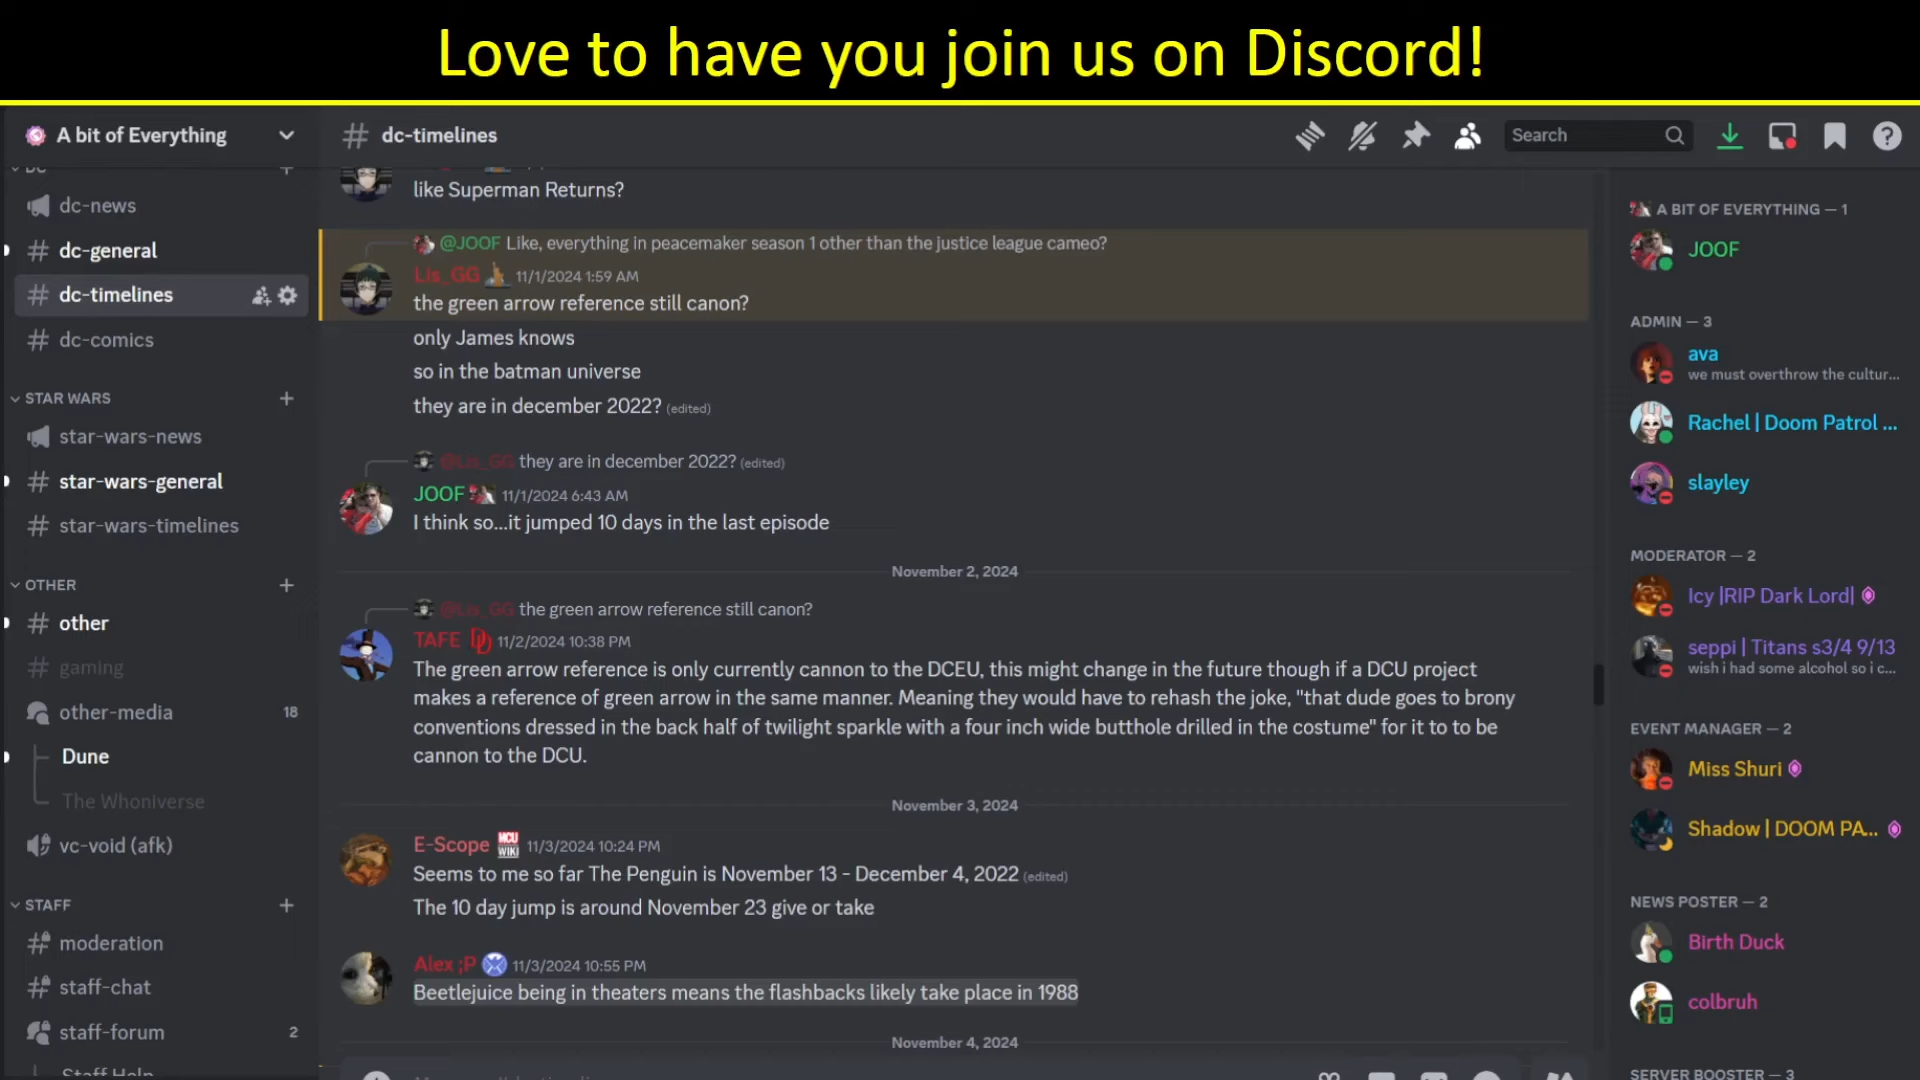 Love to have you join us on Discord!
A bit of Everything
DC
dc-news
dc-general
dc-timelines
dc-comics
STAR WARS
star-wars-news
star-wars-general
star-wars-timelines
OTHER
other
gaming
other-media 18
Dune
The Whoniverse
vc-void (afk)
STAFF
moderation
staff-chat
staff-forum 2
Staff Help
# dc-timelines
Search
like Superman Returns?
@JOOF Like, everything in peacemaker season 1 other than the justice league cameo?
Lis_GG 11/1/2024 1:59 AM
the green arrow reference still canon?
only James knows
so in the batman universe
they are in december 2022? (edited)
@Lis_GG they are in december 2022? (edited)
JOOF 11/1/2024 6:43 AM
I think so...it jumped 10 days in the last episode
November 2, 2024
@Lis_GG the green arrow reference still canon?
TAFE 11/2/2024 10:38 PM
The green arrow reference is only currently cannon to the DCEU, this might change in the future though if a DCU project
makes a reference of green arrow in the same manner. Meaning they would have to rehash the joke, "that dude goes to brony
conventions dressed in the back half of twilight sparkle with a four inch wide butthole drilled in the costume" for it to to be
cannon to the DCU.
November 3, 2024
E-Scope MCU WIKI 11/3/2024 10:24 PM
Seems to me so far The Penguin is November 13 - December 4, 2022 (edited)
The 10 day jump is around November 23 give or take
Alex ;P 11/3/2024 10:55 PM
Beetlejuice being in theaters means the flashbacks likely take place in 1988
November 4, 2024
A BIT OF EVERYTHING — 1
JOOF
ADMIN — 3
ava
we must overthrow the cultur...
Rachel | Doom Patrol ...
slayley
MODERATOR — 2
Icy |RIP Dark Lord|
seppi | Titans s3/4 9/13
wish i had some alcohol so i c...
EVENT MANAGER — 2
Miss Shuri
Shadow | DOOM PA...
NEWS POSTER — 2
Birth Duck
colbruh
SERVER BOOSTER — 3